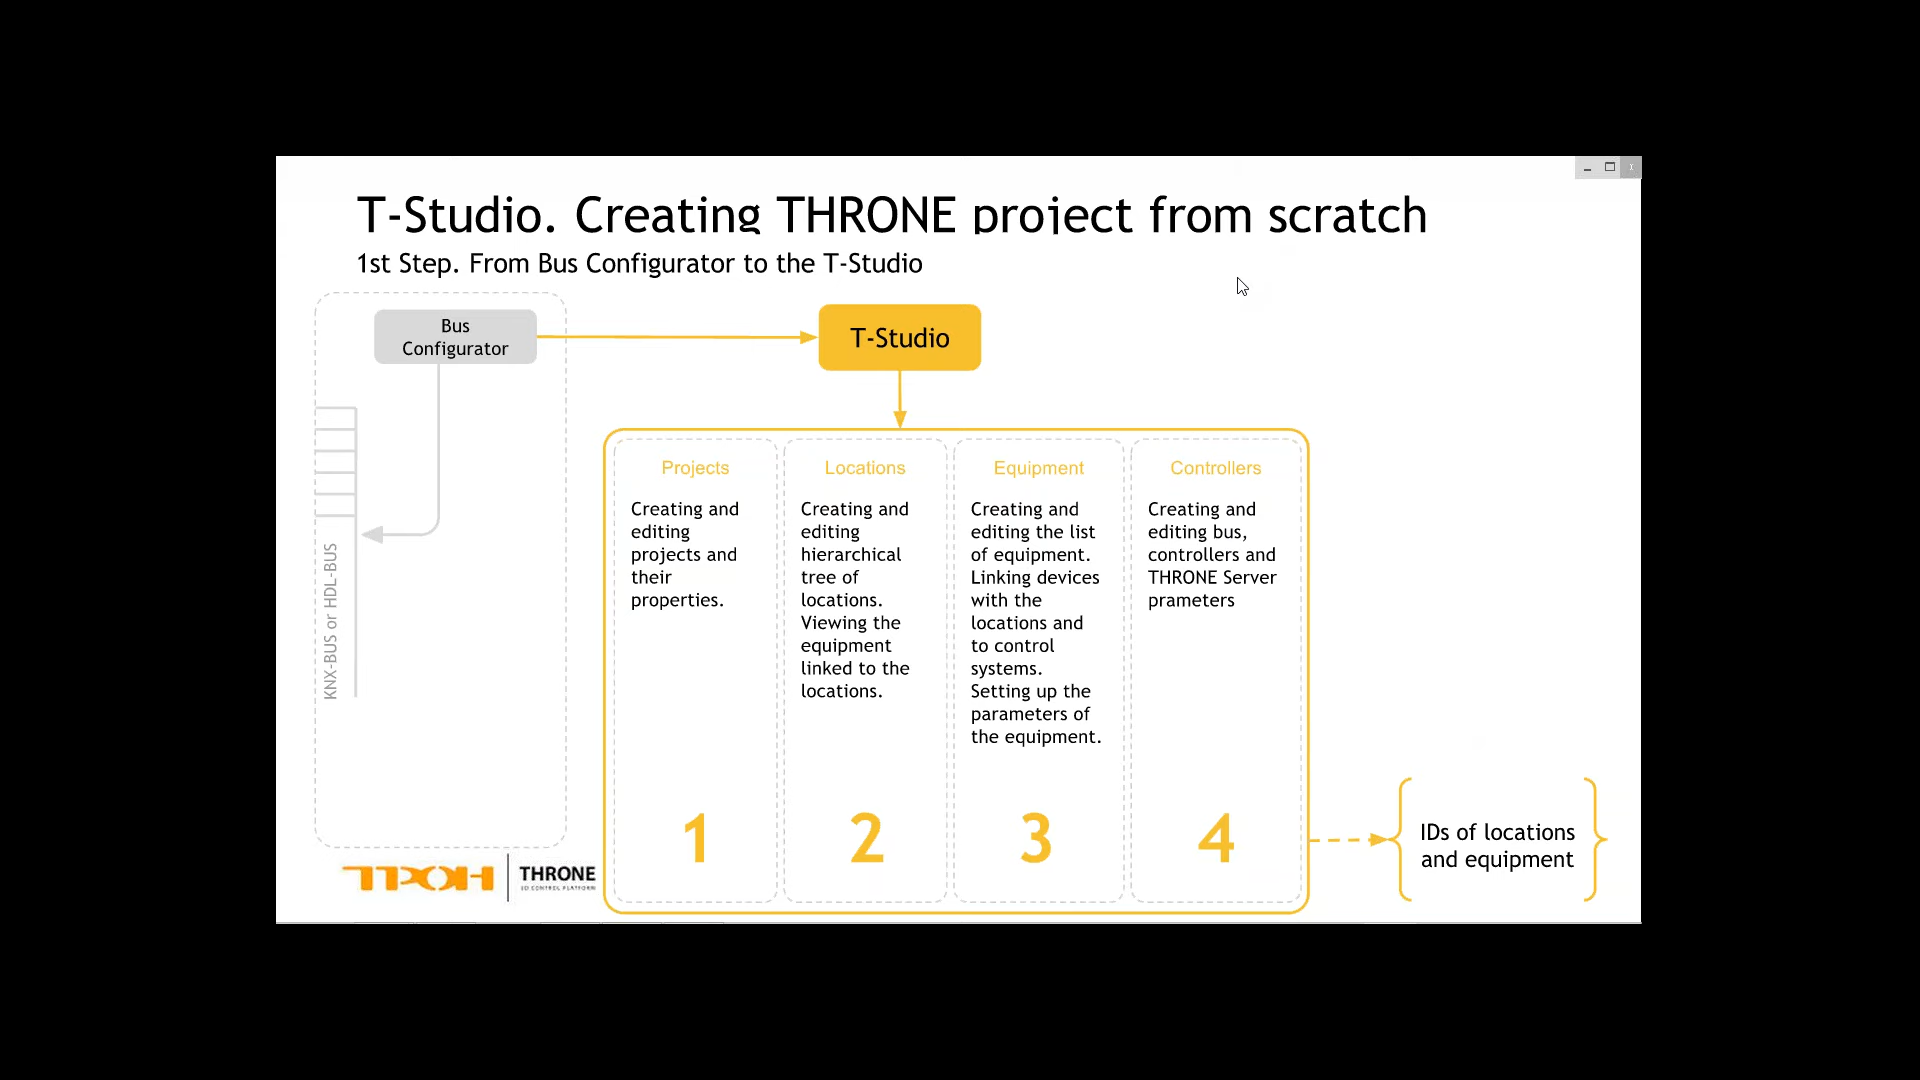 T-Studio. Creating THRONE project from scratch
1st Step. From Bus Configurator to the T-Studio
Bus
Configurator
T-Studio
KNX-BUS or HDL-BUS
Projects
Creating and
editing
projects and
their
properties.
1
Locations
Creating and
editing
hierarchical
tree of
locations.
Viewing the
equipment
linked to the
locations.
2
Equipment
Creating and
editing the list
of equipment.
Linking devices
with the
locations and
to control
systems.
Setting up the
parameters of
the equipment.
3
Controllers
Creating and
editing bus,
controllers and
THRONE Server
prameters
4
IDs of locations
and equipment
THRONE
3D CONTROL PLATFORM